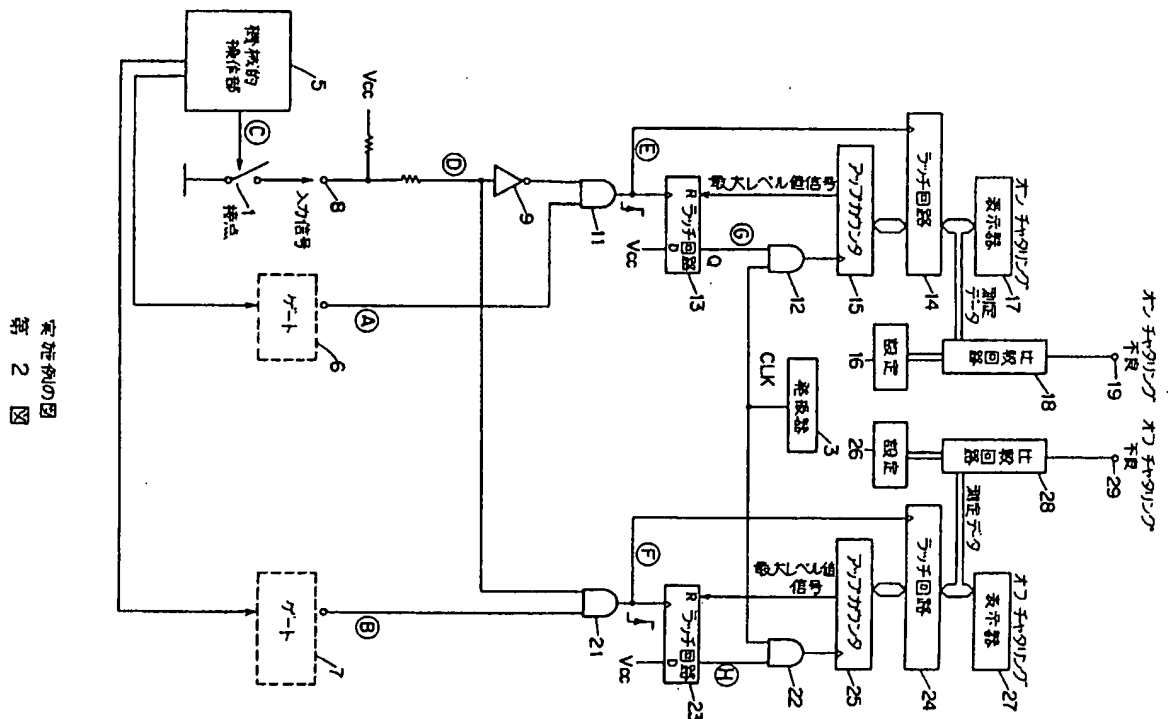 機械的
操作部
5
Ⓒ
1
接点
入力信号
8
Vcc
Ⓓ
9
11
ゲート
6
Ⓐ
Ⓔ
最大レベル値信号
R ラッチ回路
D
Q
Vcc
13
Ⓖ
12
アップカウンタ
15
ラッチ回路
14
オン チャタリング
表示器
17
測定
データ
設定
16
比較
回路
18
オン チャタリング
不良
19
CLK
発振器
3
設定
26
比較
回路
28
オフ チャタリング
不良
29
測定データ
ゲート
7
Ⓑ
21
Ⓕ
最大レベル値
信号
R ラッチ回路
D
Vcc
23
Ⓗ
22
アップカウンタ
25
ラッチ回路
24
オフ チャタリング
表示器
27
実施例の図
第 2 図